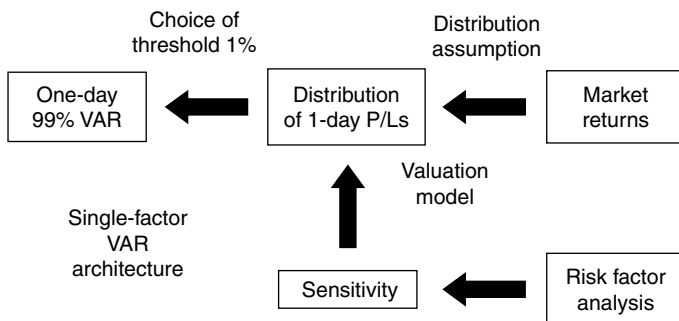 Choice of
threshold 1%
Distribution
assumption
One-day
99% VAR
Distribution
of 1-day P/Ls
Market
returns
Valuation
model
Single-factor
VAR
architecture
Sensitivity
Risk factor
analysis